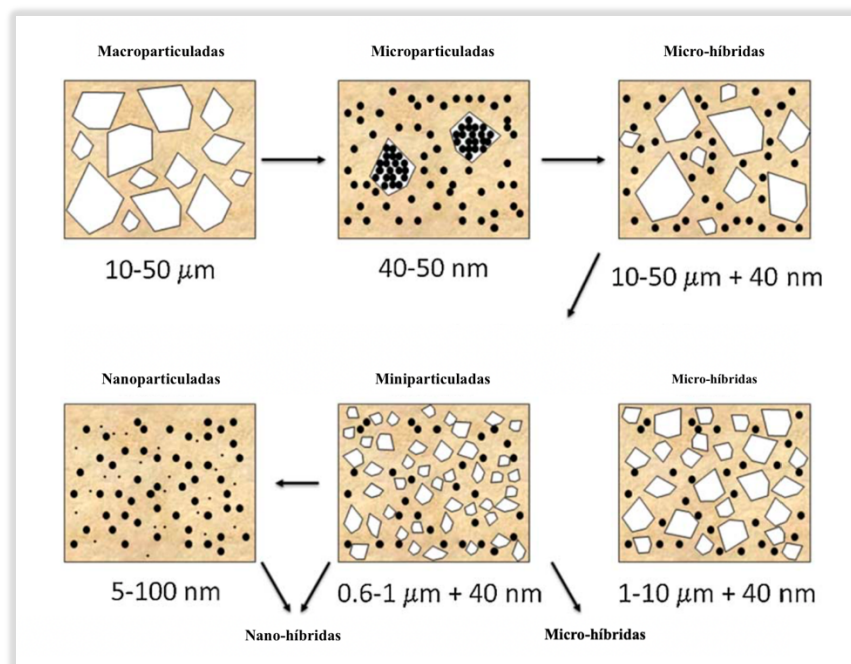 Macroparticuladas
Microparticuladas
Micro-híbridas
10-50 µm
40-50 nm
10-50 µm + 40 nm
Nanoparticuladas
Miniparticuladas
Micro-híbridas
5-100 nm
0.6-1 µm + 40 nm
1-10 µm + 40 nm
Nano-híbridas
Micro-híbridas